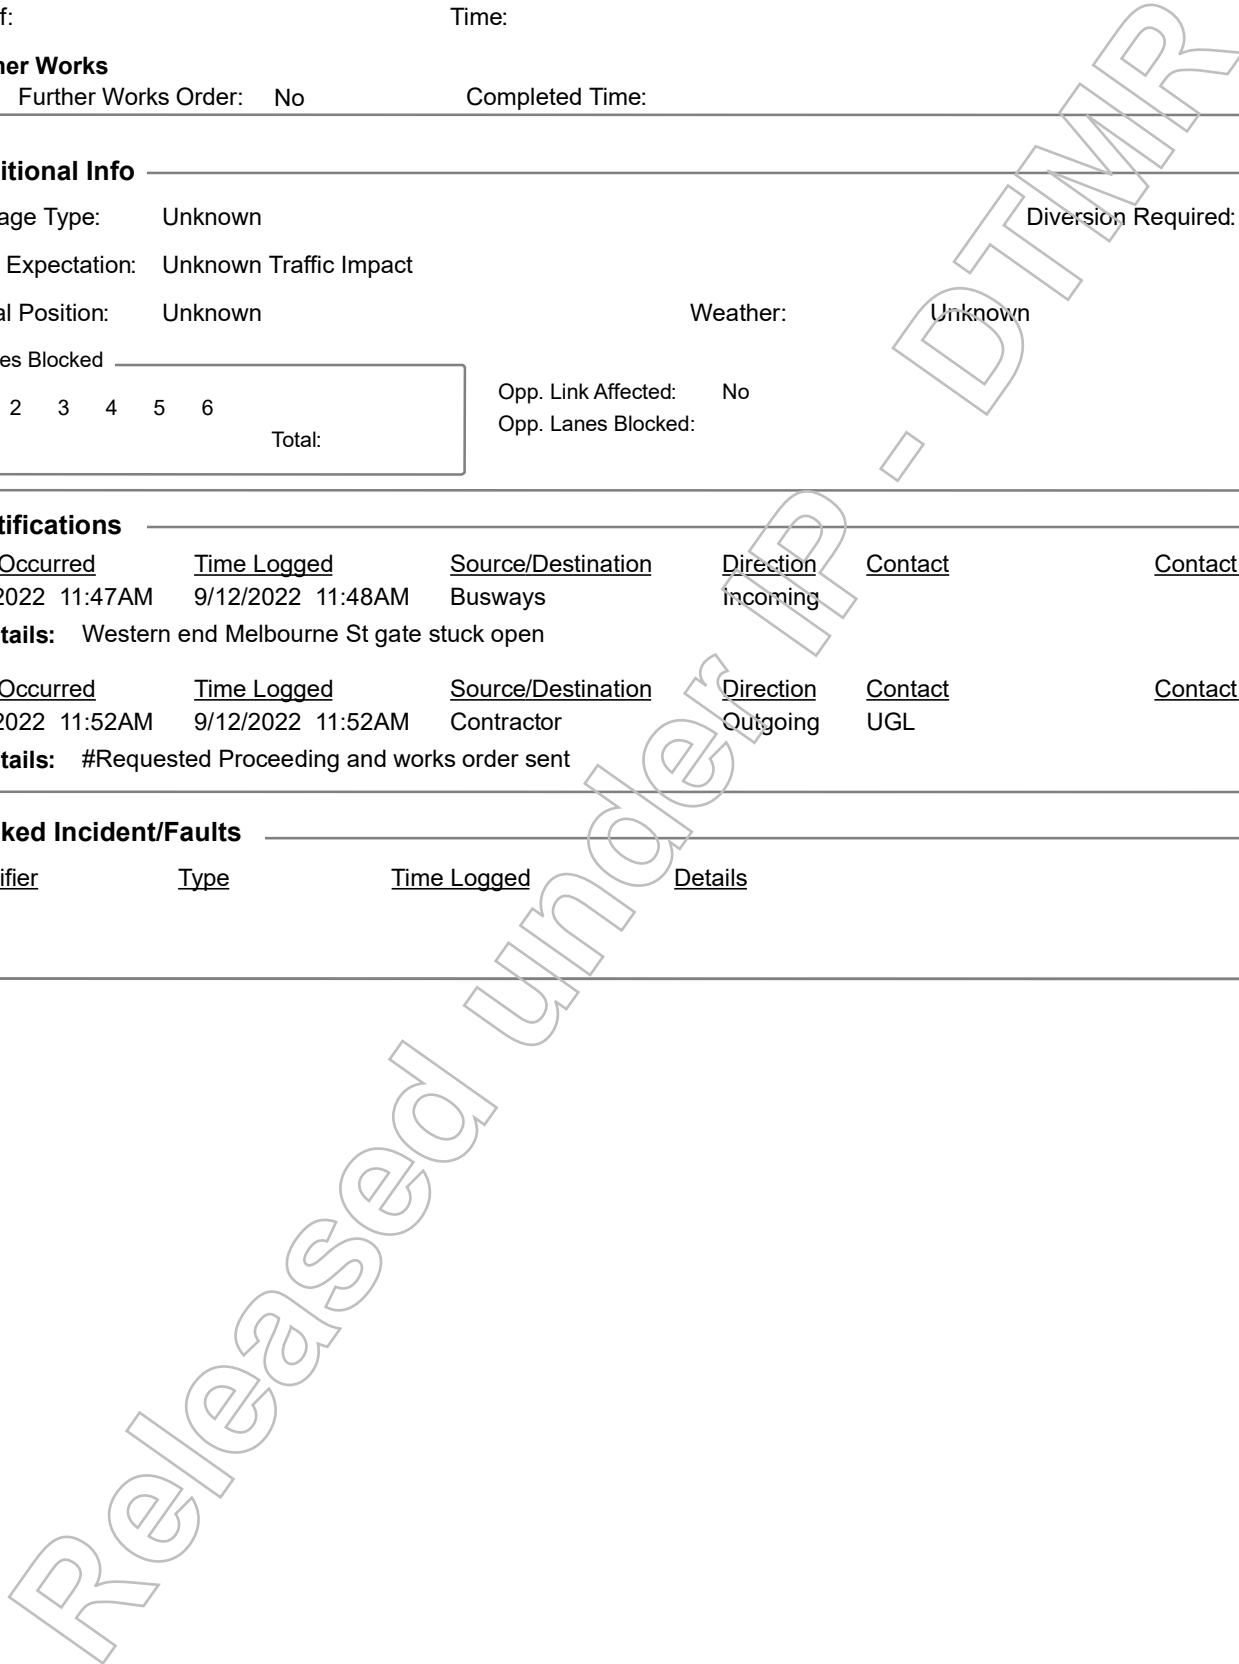 f: Time:
her Works
Further Works Order: No Completed Time:
itional Info
age Type: Unknown Diversion Required:
Expectation: Unknown Traffic Impact
al Position: Unknown Weather: Unknown
es Blocked
2 3 4 5 6
Total:
Opp. Link Affected: No
Opp. Lanes Blocked:
tifications
Occurred Time Logged Source/Destination Direction Contact Contact
2022 11:47AM 9/12/2022 11:48AM Busways Incoming
tails: Western end Melbourne St gate stuck open
Occurred Time Logged Source/Destination Direction Contact Contact
2022 11:52AM 9/12/2022 11:52AM Contractor Outgoing UGL
tails: #Requested Proceeding and works order sent
ked Incident/Faults
ifier Type Time Logged Details
Released under IP - DTMR